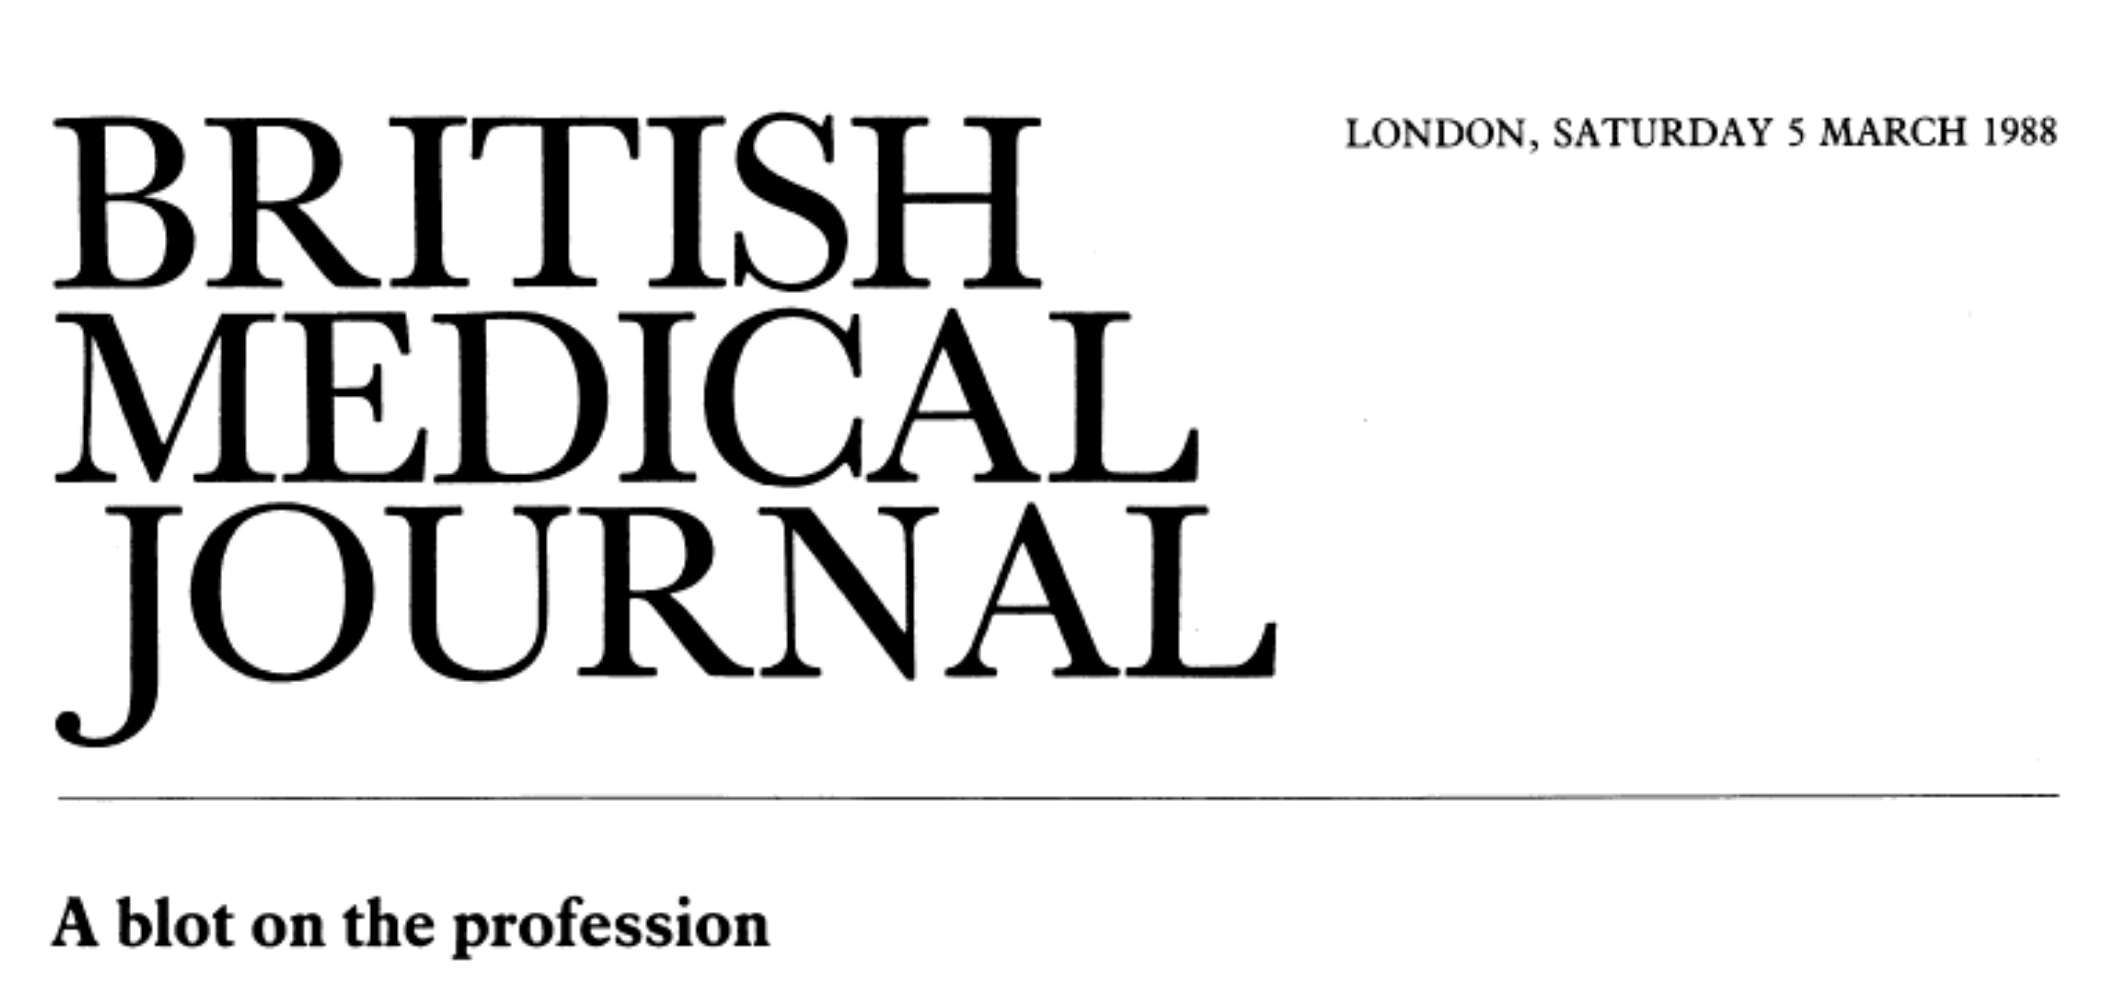 BRITISH
MEDICAL
JOURNAL
LONDON, SATURDAY 5 MARCH 1988
A blot on the profession